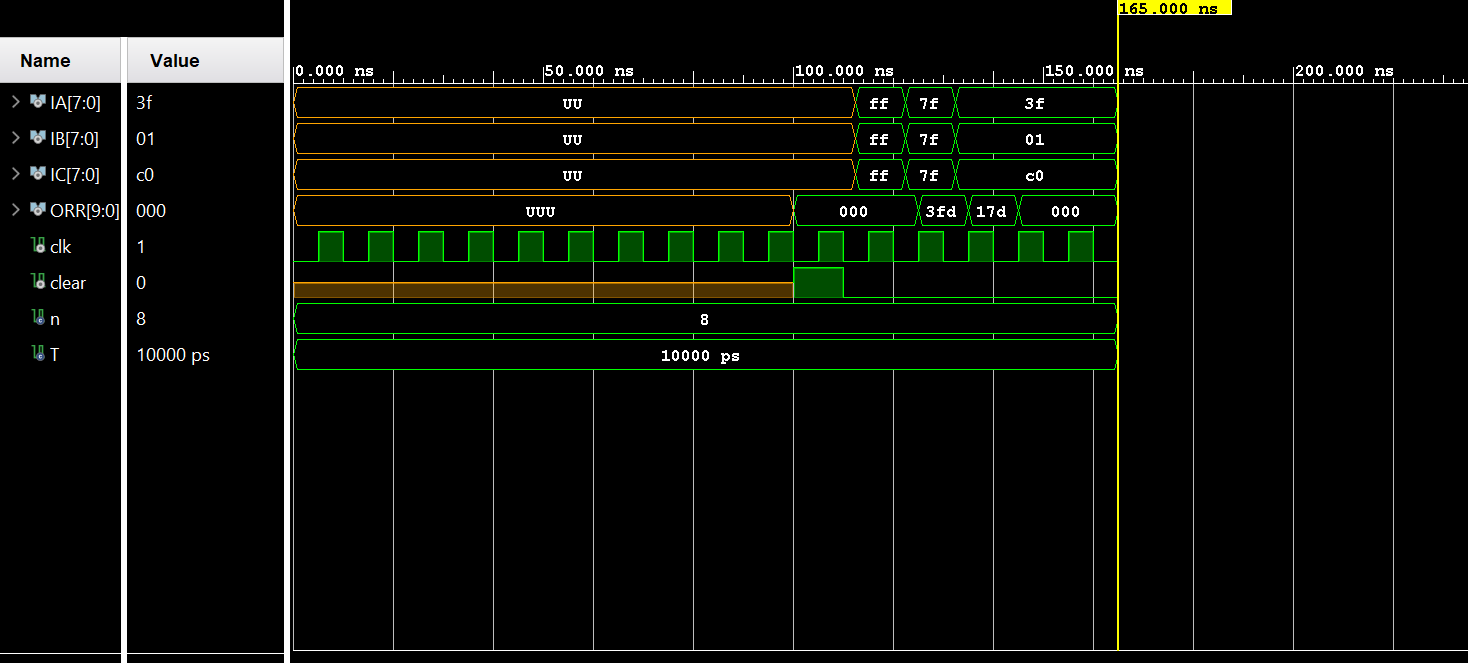 165.000 ns
Name Value
0.000 ns 50.000 ns 100.000 ns 150.000 ns 200.000 ns
IA[7:0] 3f UU ff 7f 3f
IB[7:0] 01 UU ff 7f 01
IC[7:0] c0 UU ff 7f c0
ORR[9:0] 000 UUU 000 3fd 17d 000
clk 1
clear 0
n 8 8
T 10000 ps 10000 ps